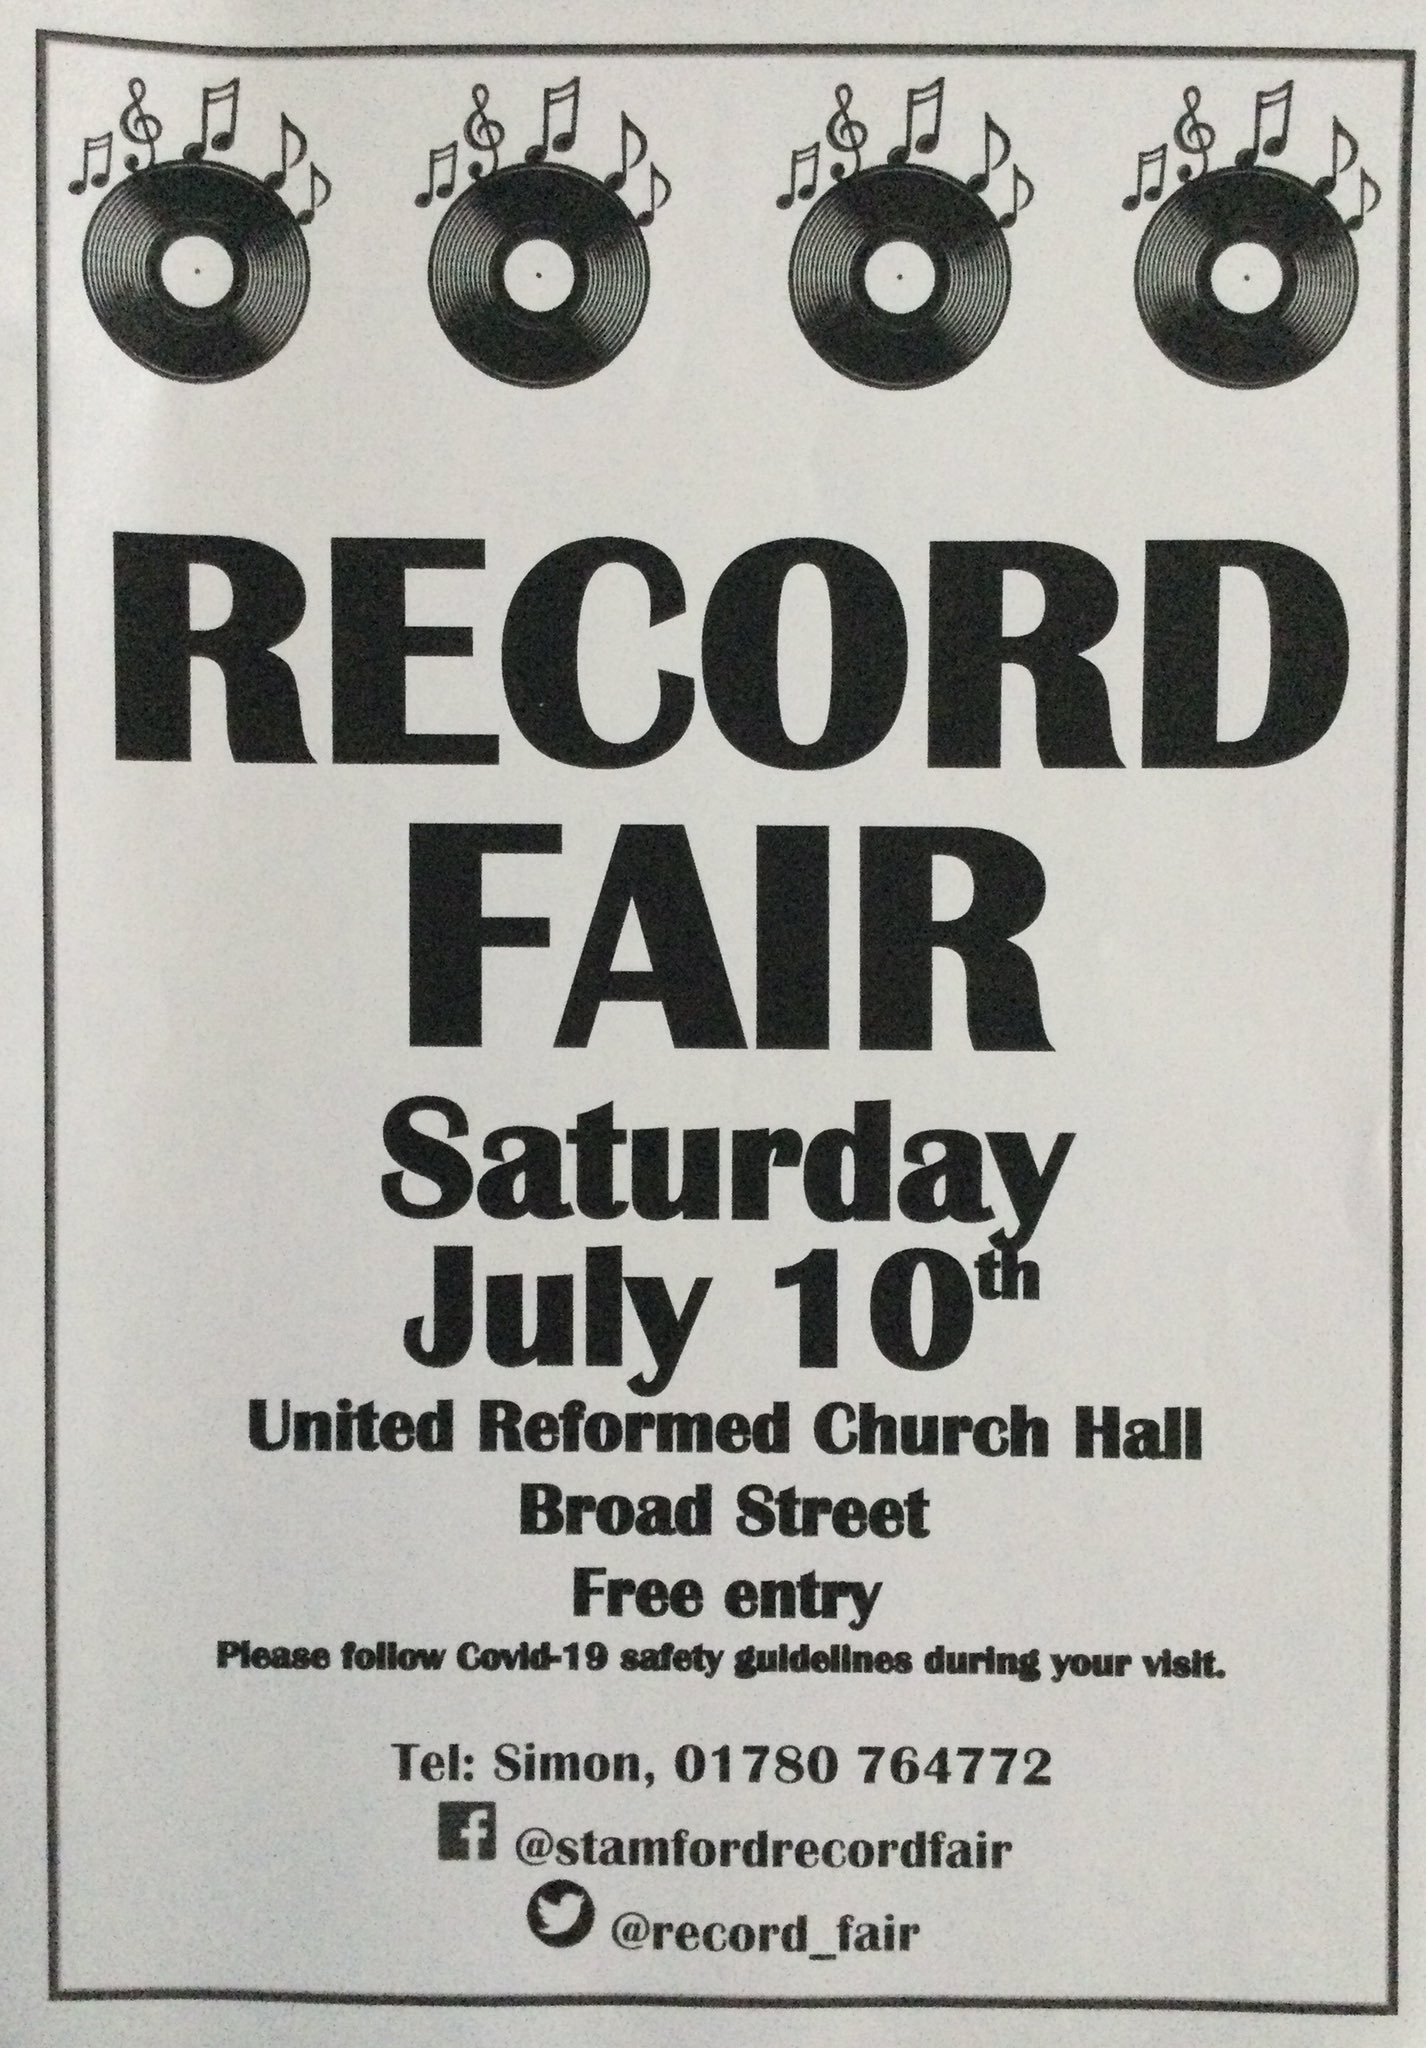 RECORD
FAIR
Saturday
July 10th
United Reformed Church Hall
Broad Street
Free entry
Please follow Covid-19 safety guidelines during your visit.
Tel: Simon, 01780 764772
@stamfordrecordfair
@record_fair